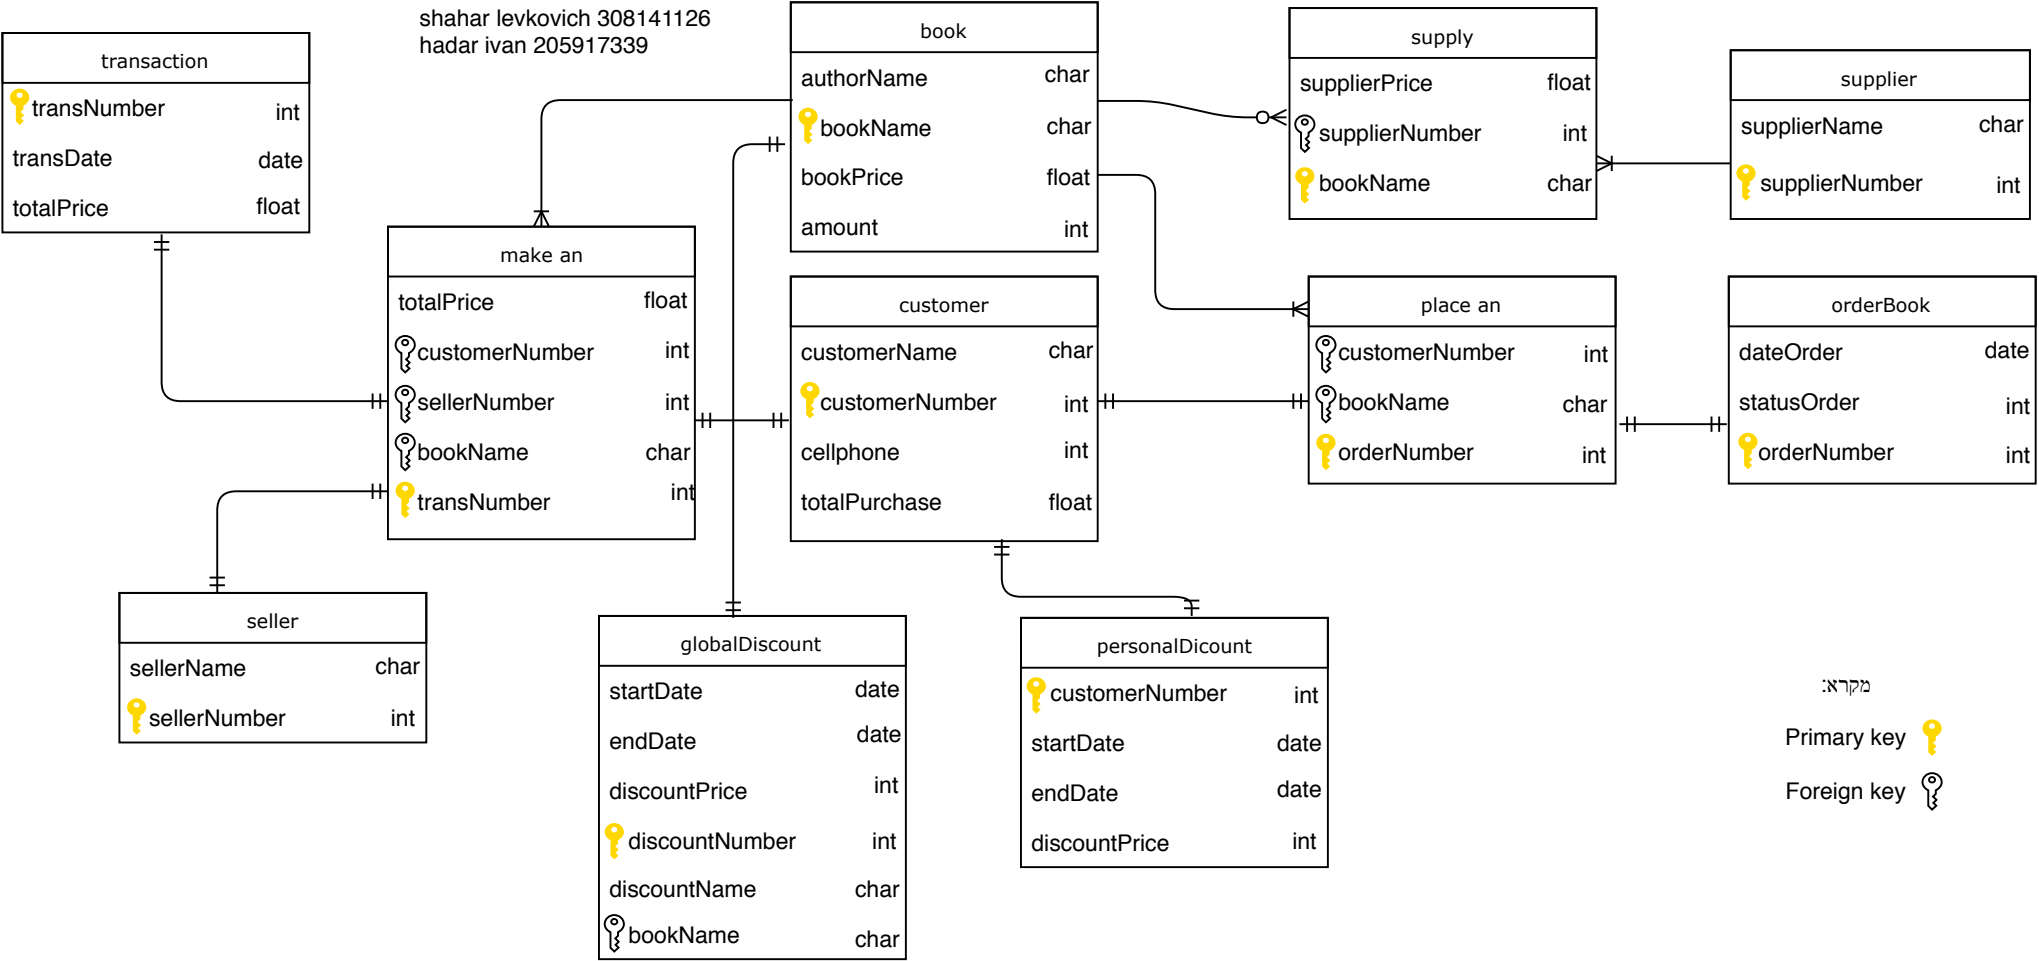 shahar levkovich 308141126
hadar ivan 205917339
transaction
transNumber int
transDate date
totalPrice float
make an
totalPrice float
customerNumber int
sellerNumber int
bookName char
transNumber int
seller
sellerName char
sellerNumber int
book
authorName char
bookName char
bookPrice float
amount int
customer
customerName char
customerNumber int
cellphone int
totalPurchase float
globalDiscount
startDate date
endDate date
discountPrice int
discountNumber int
discountName char
bookName char
personalDicount
customerNumber int
startDate date
endDate date
discountPrice int
supply
supplierPrice float
supplierNumber int
bookName char
supplier
supplierName char
supplierNumber int
place an
customerNumber int
bookName char
orderNumber int
orderBook
dateOrder date
statusOrder int
orderNumber int
מקרא:
Primary key
Foreign key